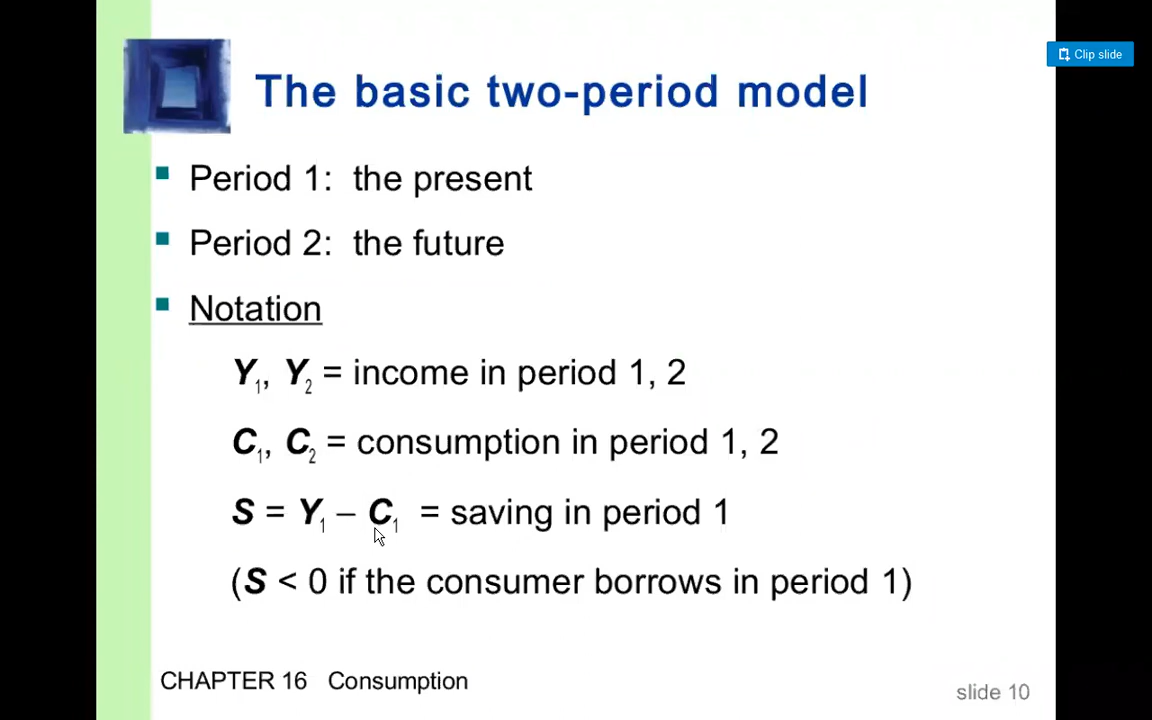 Clip slide
The basic two-period model
▪ Period 1: the present
▪ Period 2: the future
▪ Notation
Y₁, Y₂ = income in period 1, 2
C₁, C₂ = consumption in period 1, 2
S = Y₁ – C₁ = saving in period 1
(S < 0 if the consumer borrows in period 1)
CHAPTER 16 Consumption
slide 10